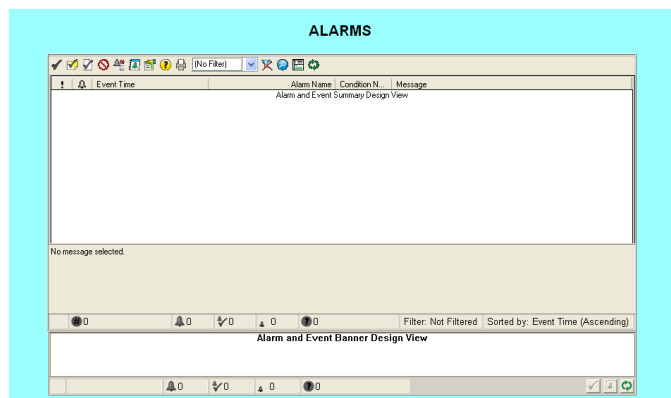 ALARMS
(No Filter)
! Event Time Alarm Name Condition N... Message
Alarm and Event Summary Design View
No message selected.
# 0 0 0 0 ? 0 Filter: Not Filtered Sorted by: Event Time (Ascending)
Alarm and Event Banner Design View
0 0 0 ? 0